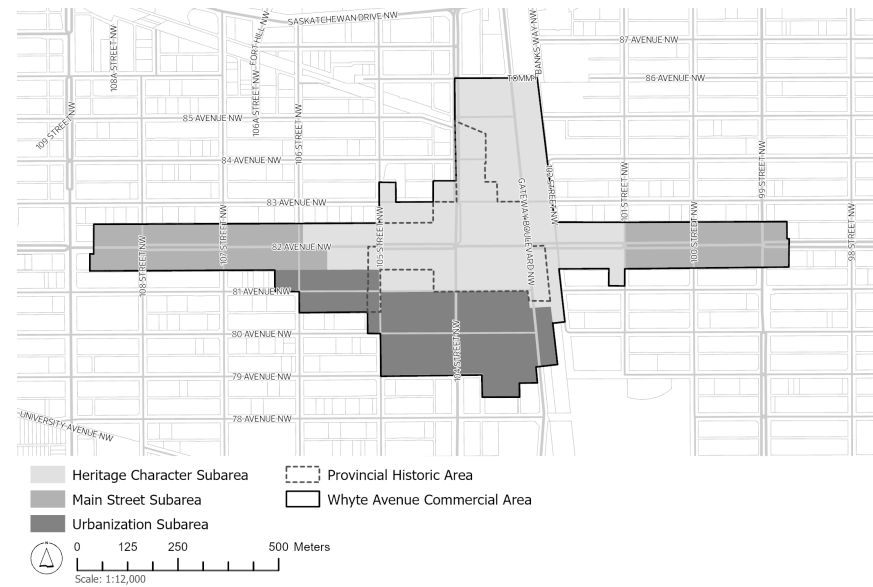 SASKATCHEWAN DRIVE NW
FORT HILL NW
BANKS WAY NW
87 AVENUE NW
108A STREET NW
TOMMY
86 AVENUE NW
109 STREET NW
85 AVENUE NW
106A STREET NW
106 STREET NW
84 AVENUE NW
99 STREET NW
101 STREET NW
83 AVENUE NW
105 STREET NW
GATEWAY BOULEVARD NW
107 STREET NW
108 STREET NW
82 AVENUE NW
100 STREET NW
98 STREET NW
81 AVENUE NW
80 AVENUE NW
104 STREET NW
79 AVENUE NW
78 AVENUE NW
UNIVERSITY AVENUE NW
Heritage Character Subarea
Main Street Subarea
Urbanization Subarea
Provincial Historic Area
Whyte Avenue Commercial Area
0 125 250 500 Meters
Scale: 1:12,000